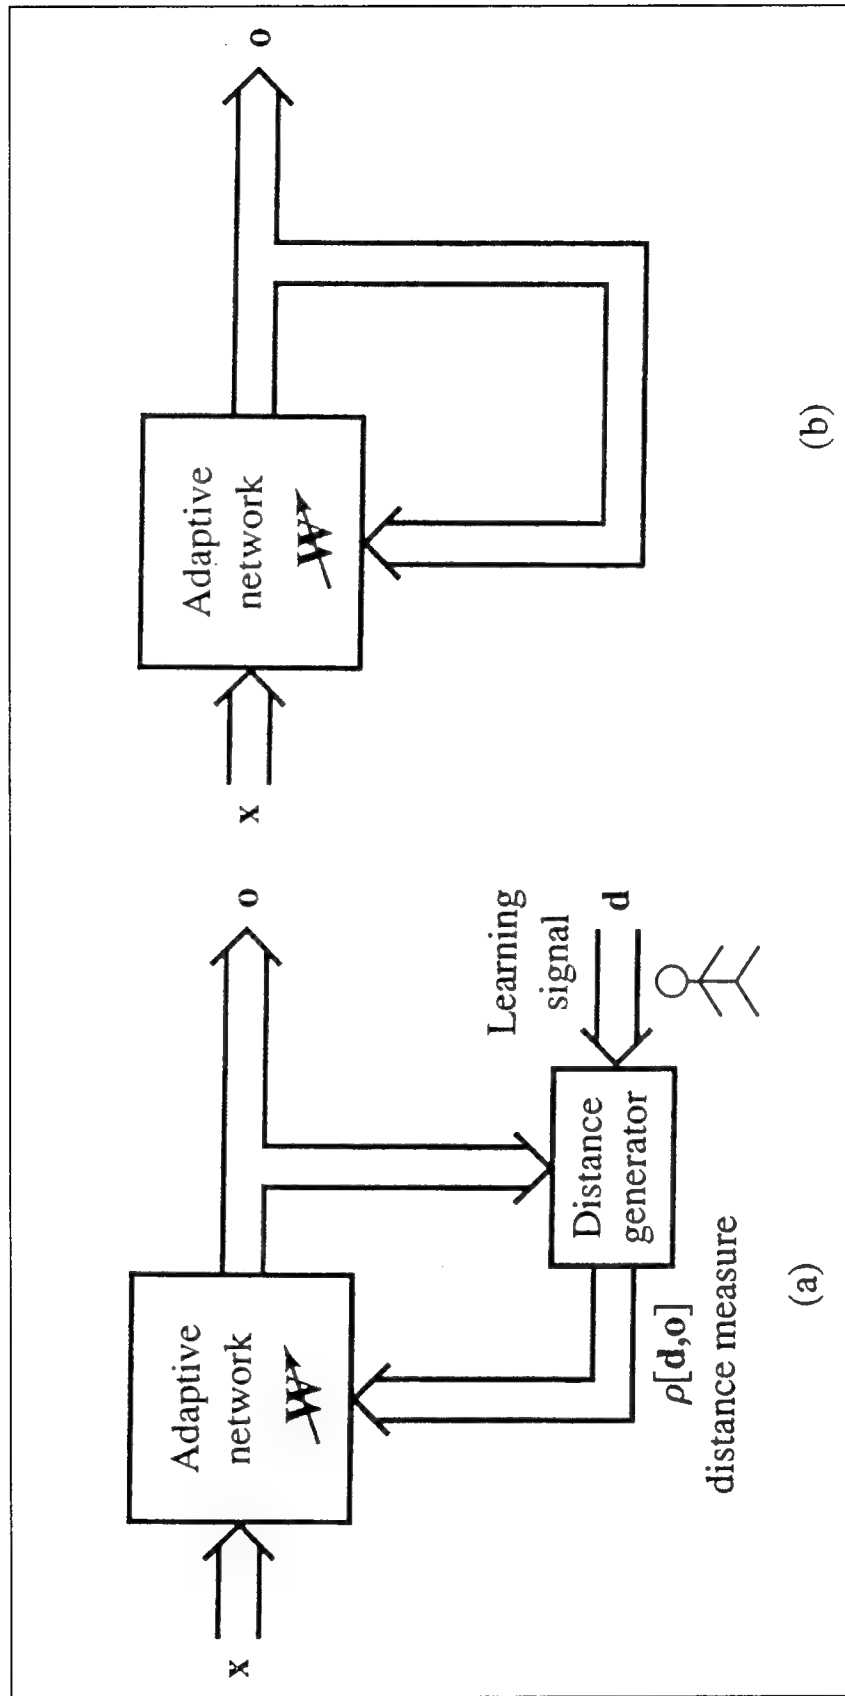 x
Adaptive
network
W
o
Learning
signal
d
Distance
generator
ρ[d,o]
distance measure
(a)
x
Adaptive
network
W
o
(b)